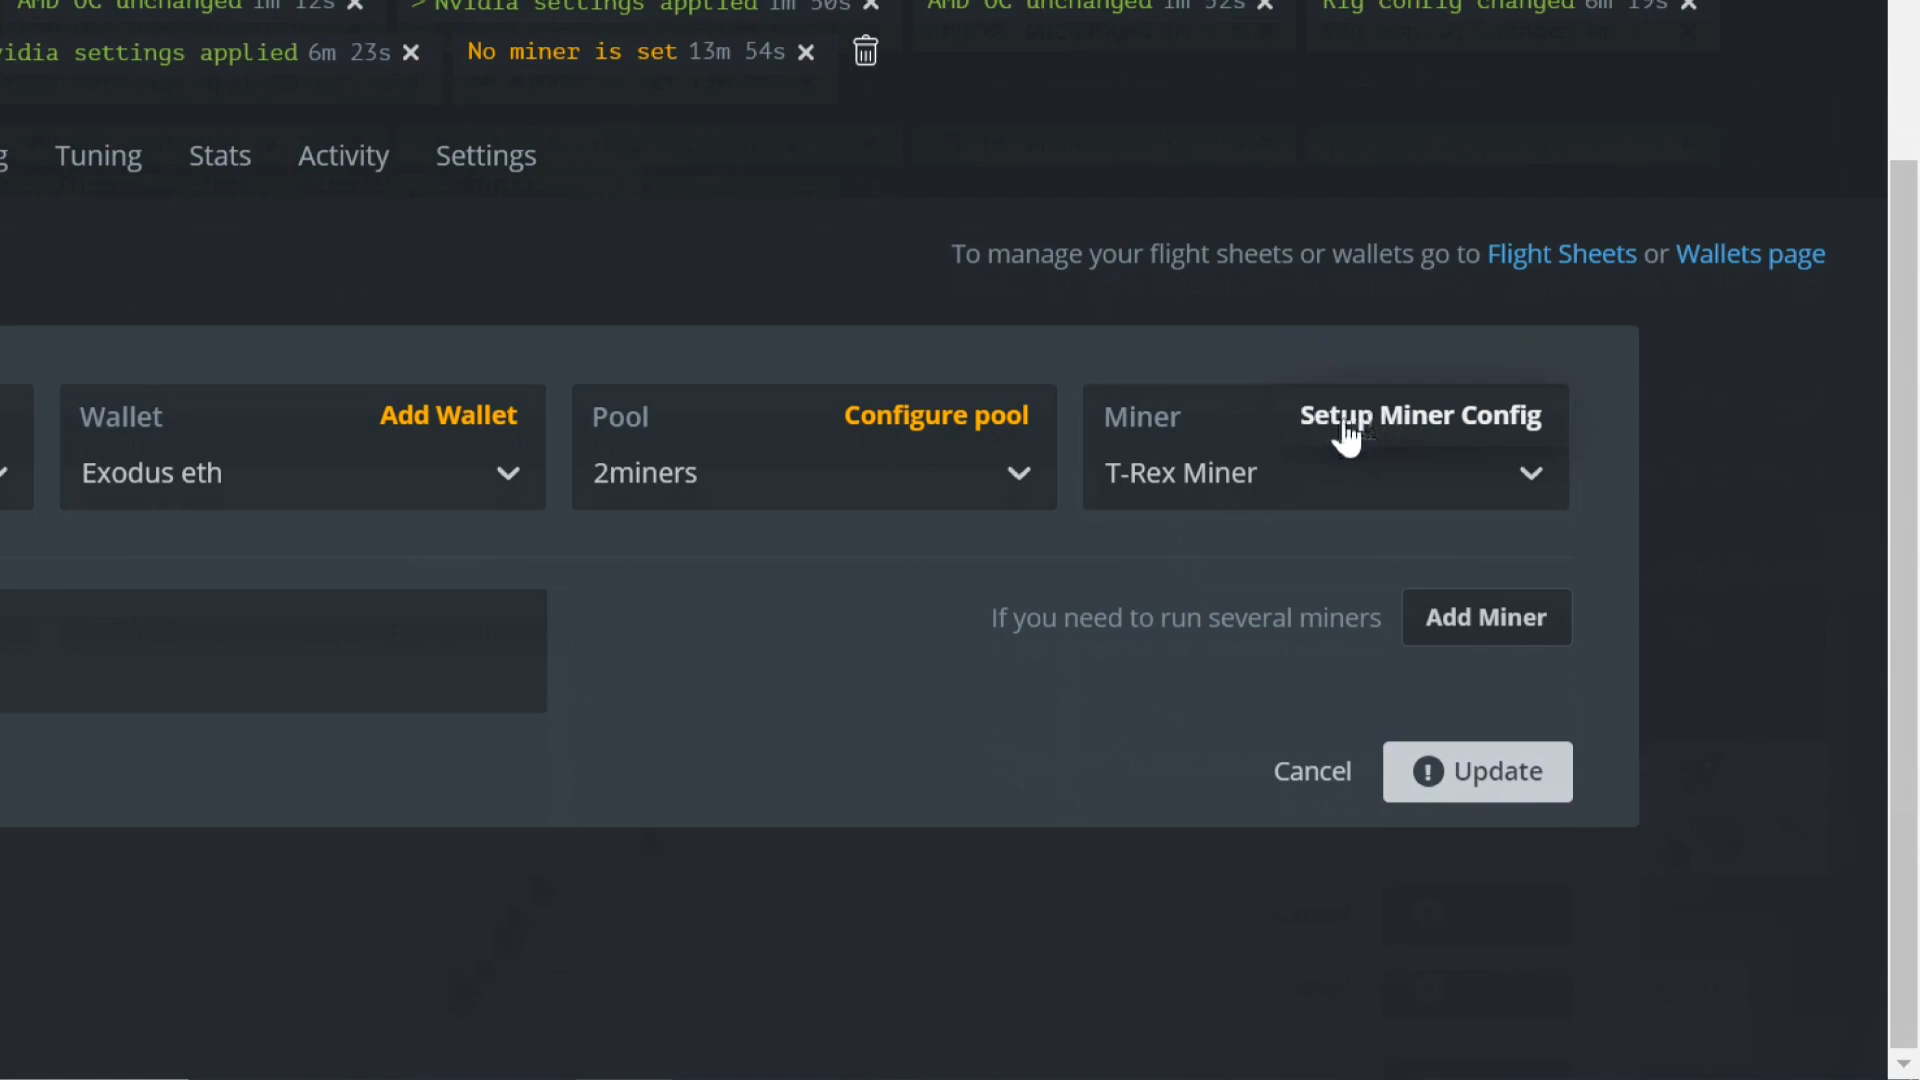 AMD OC unchanged 1m 12s × > Nvidia settings applied 1m 50s × AMD OC unchanged 1m 52s × Rig config changed 6m 19s ×
vidia settings applied 6m 23s × No miner is set 13m 54s ×
g Tuning Stats Activity Settings
To manage your flight sheets or wallets go to Flight Sheets or Wallets page
Wallet Add Wallet Pool Configure pool Miner Setup Miner Config
Exodus eth 2miners T-Rex Miner
If you need to run several miners Add Miner
Cancel Update